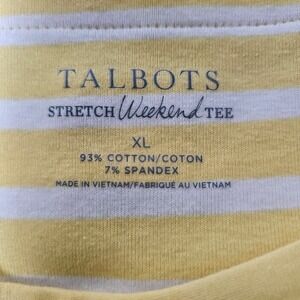 TALBOTS
STRETCH Weekend TEE
XL
93% COTTON/COTON
7% SPANDEX
MADE IN VIETNAM/FABRIQUE AU VIETNAM